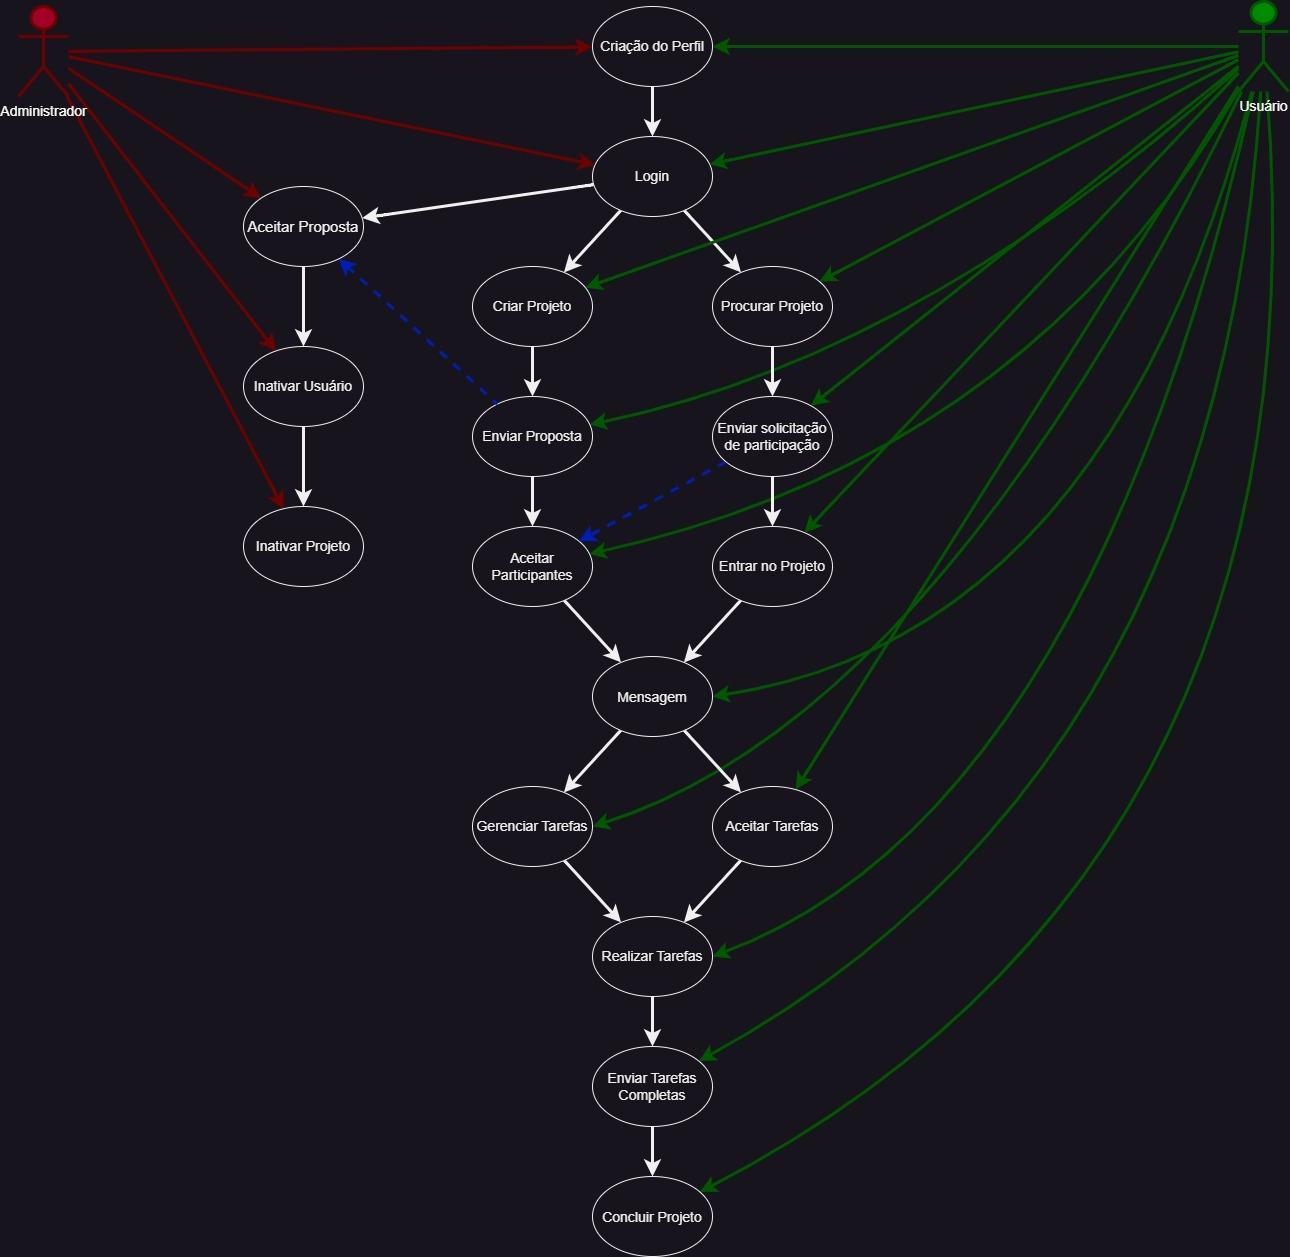 Criação do Perfil
Administrador
Usuário
Login
Aceitar Proposta
Criar Projeto
Procurar Projeto
Inativar Usuário
Enviar Proposta
Enviar solicitação
de participação
Inativar Projeto
Aceitar
Participantes
Entrar no Projeto
Mensagem
Gerenciar Tarefas
Aceitar Tarefas
Realizar Tarefas
Enviar Tarefas
Completas
Concluir Projeto